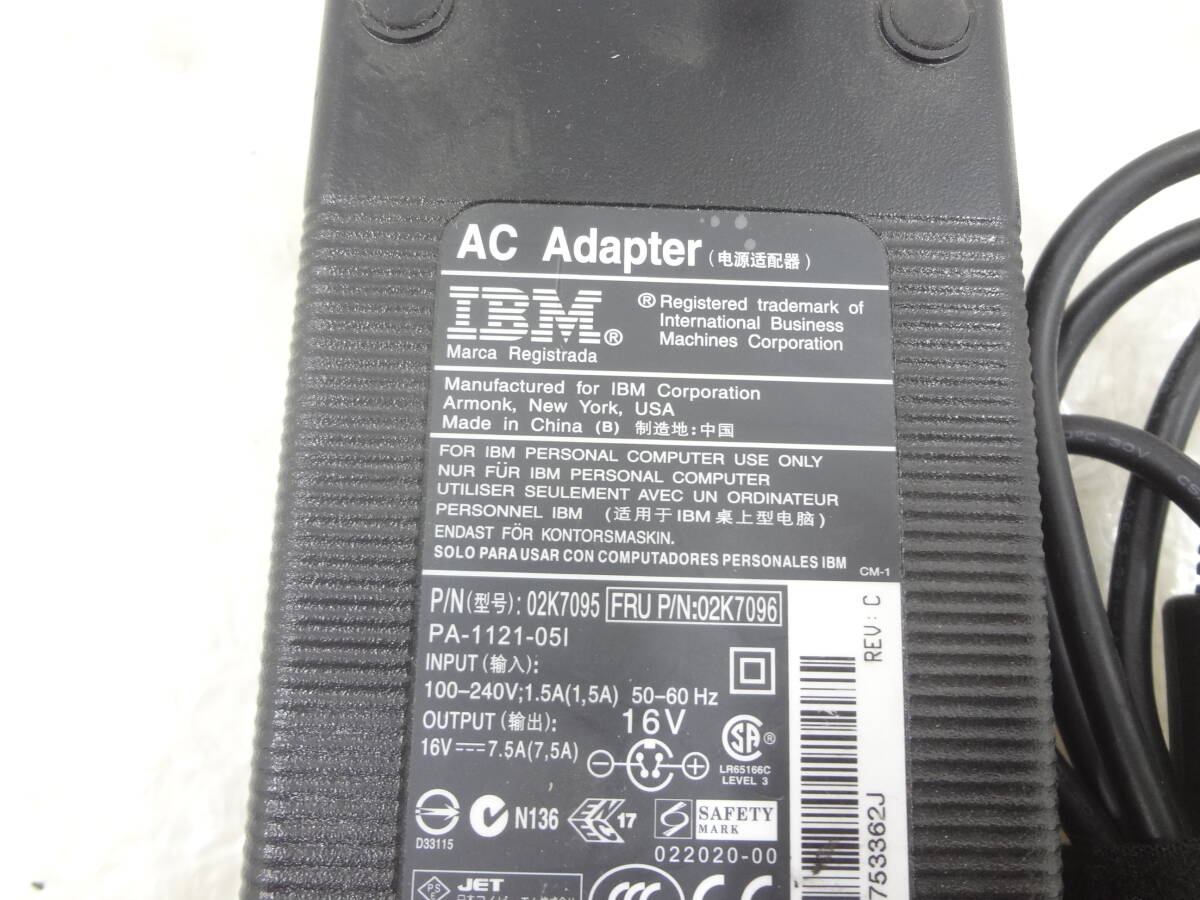 AC Adapter (电源适配器)
IBM®
Marca Registrada
® Registered trademark of
International Business
Machines Corporation
Manufactured for IBM Corporation
Armonk, New York, USA
Made in China (B) 制造地:中国
FOR IBM PERSONAL COMPUTER USE ONLY
NUR FÜR IBM PERSONAL COMPUTER
UTILISER SEULEMENT AVEC UN ORDINATEUR
PERSONNEL IBM (适用于IBM桌上型电脑)
ENDAST FÖR KONTORSMASKIN.
SOLO PARA USAR CON COMPUTADORES PERSONALES IBM
CM-1
P/N(型号): 02K7095 FRU P/N:02K7096
PA-1121-05I
INPUT (输入):
100-240V;1.5A(1,5A) 50-60 Hz
OUTPUT (输出): 16V
16V⎓7.5A(7,5A)
SA®
LR65166C
LEVEL 3
D33115
N136
17
S SAFETY
MARK
022020-00
PS
E
JET
CCC
CE
REV: C
753362J